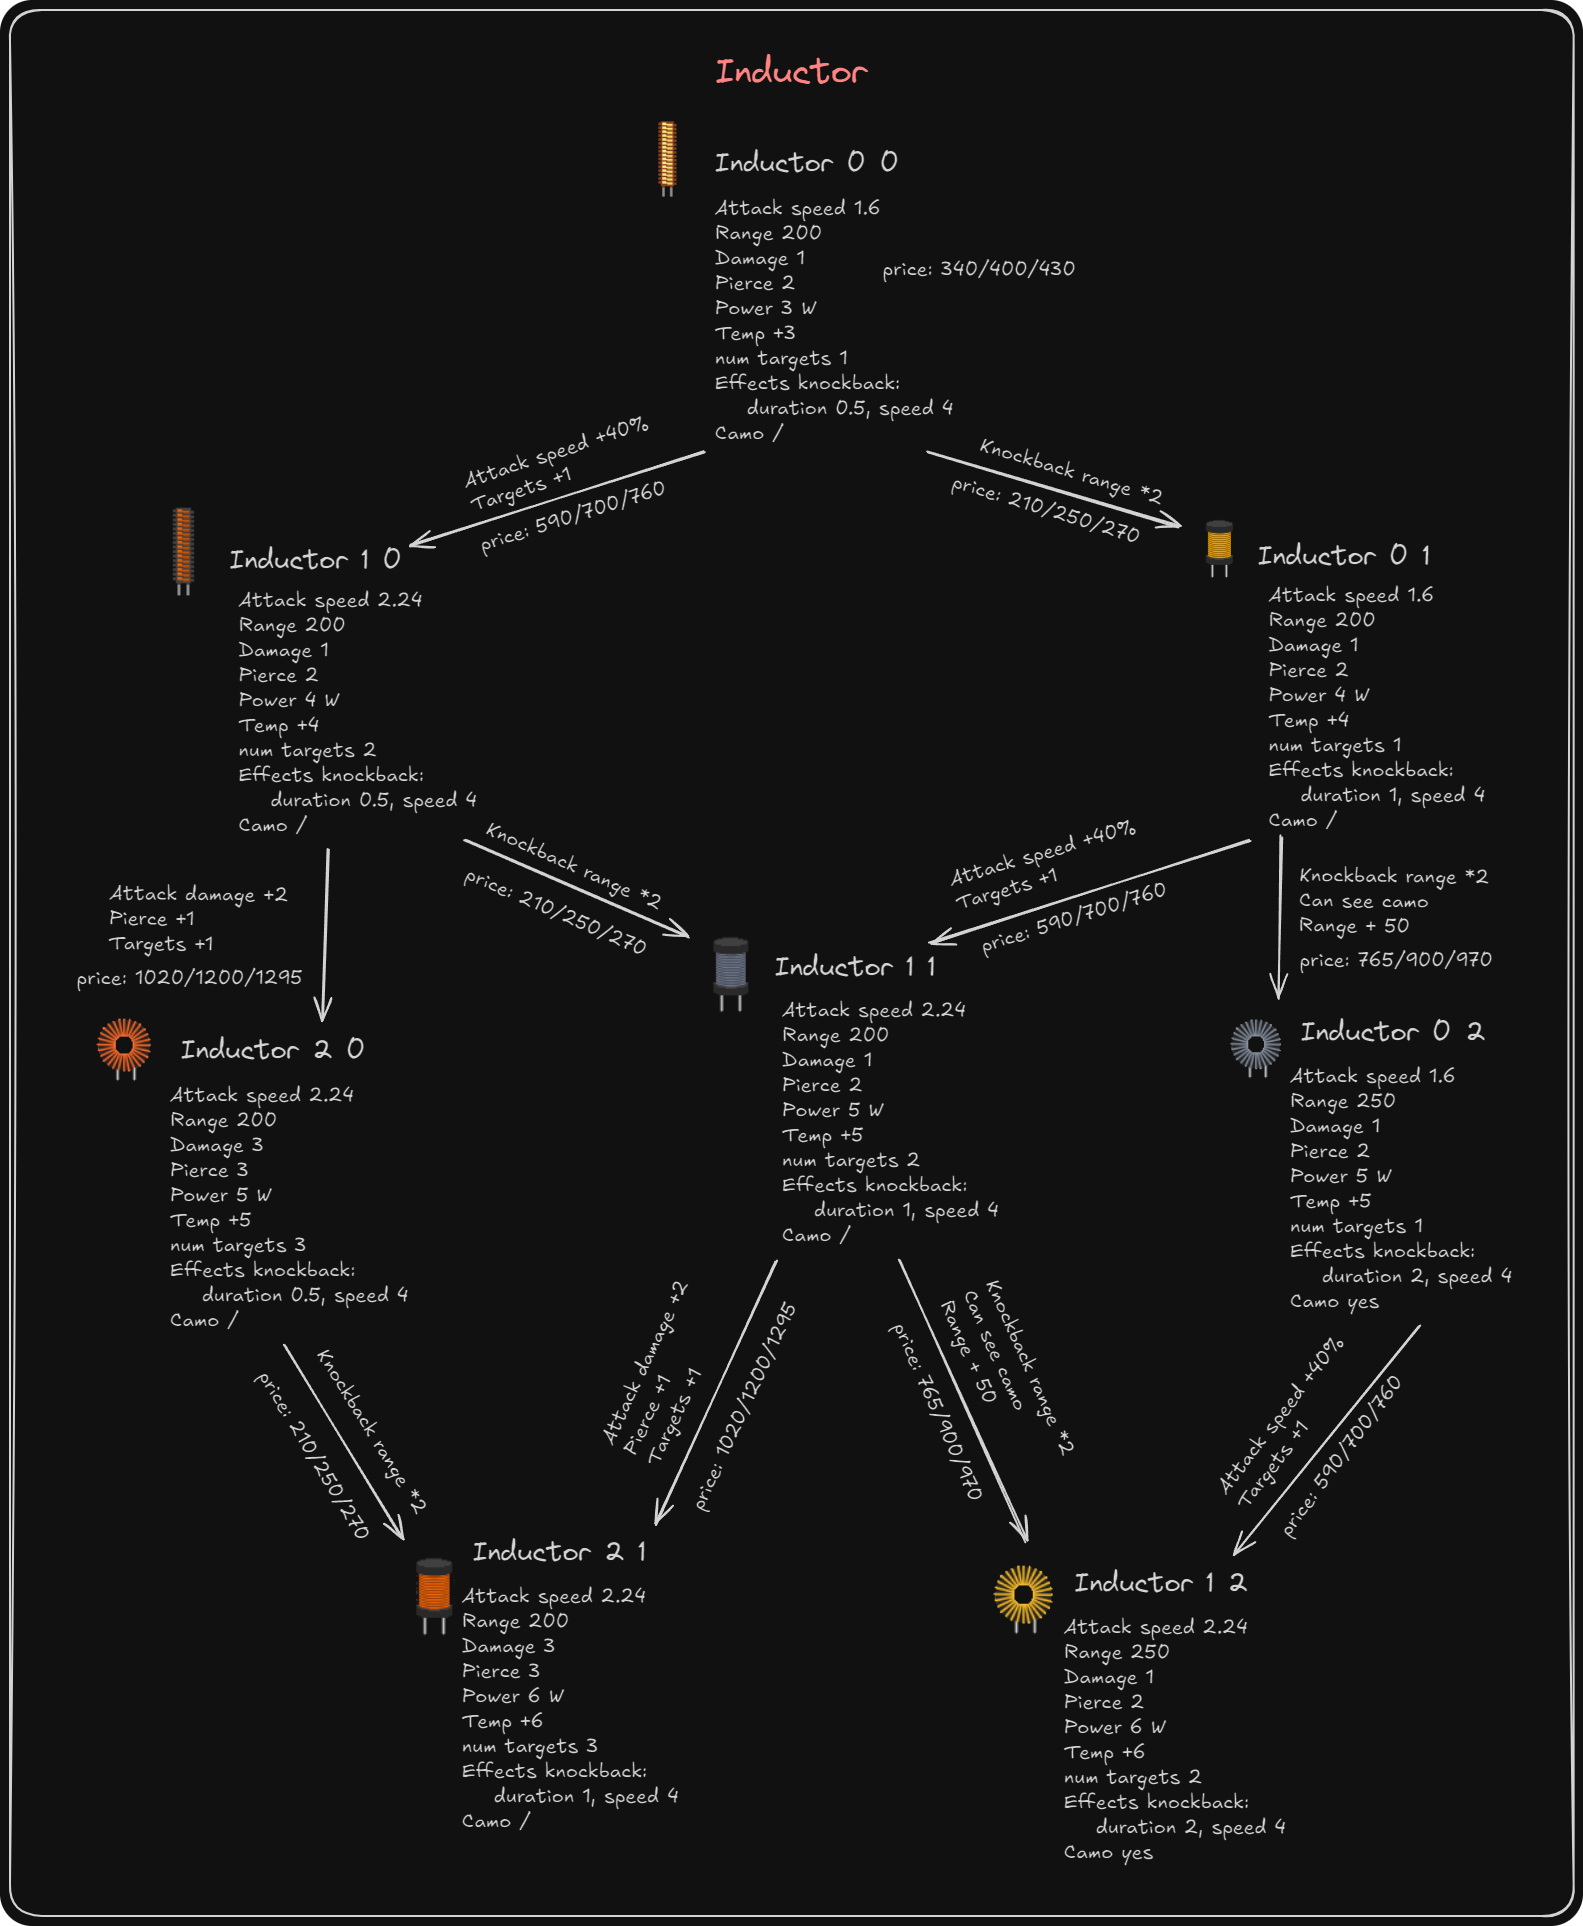 Inductor
Inductor 0 0
Attack speed 1.6
Range 200
Damage 1
Pierce 2
Power 3 W
Temp +3
num targets 1
Effects knockback:
duration 0.5, speed 4
Camo /
price: 340/400/430
Attack speed +40%
Targets +1
price: 590/700/760
Knockback range *2
price: 210/250/270
Inductor 1 0
Attack speed 2.24
Range 200
Damage 1
Pierce 2
Power 4 W
Temp +4
num targets 2
Effects knockback:
duration 0.5, speed 4
Camo /
Inductor 0 1
Attack speed 1.6
Range 200
Damage 1
Pierce 2
Power 4 W
Temp +4
num targets 1
Effects knockback:
duration 1, speed 4
Camo /
Attack damage +2
Pierce +1
Targets +1
price: 1020/1200/1295
Knockback range *2
price: 210/250/270
Attack speed +40%
Targets +1
price: 590/700/760
Knockback range *2
Can see camo
Range + 50
price: 765/900/970
Inductor 2 0
Attack speed 2.24
Range 200
Damage 3
Pierce 3
Power 5 W
Temp +5
num targets 3
Effects knockback:
duration 0.5, speed 4
Camo /
Inductor 1 1
Attack speed 2.24
Range 200
Damage 1
Pierce 2
Power 5 W
Temp +5
num targets 2
Effects knockback:
duration 1, speed 4
Camo /
Inductor 0 2
Attack speed 1.6
Range 250
Damage 1
Pierce 2
Power 5 W
Temp +5
num targets 1
Effects knockback:
duration 2, speed 4
Camo yes
Knockback range *2
price: 210/250/270
Attack damage +2
Pierce +1
Targets +1
price: 1020/1200/1295
Knockback range *2
Can see camo
Range + 50
price: 765/900/970
Attack speed +40%
Targets +1
price: 590/700/760
Inductor 2 1
Attack speed 2.24
Range 200
Damage 3
Pierce 3
Power 6 W
Temp +6
num targets 3
Effects knockback:
duration 1, speed 4
Camo /
Inductor 1 2
Attack speed 2.24
Range 250
Damage 1
Pierce 2
Power 6 W
Temp +6
num targets 2
Effects knockback:
duration 2, speed 4
Camo yes